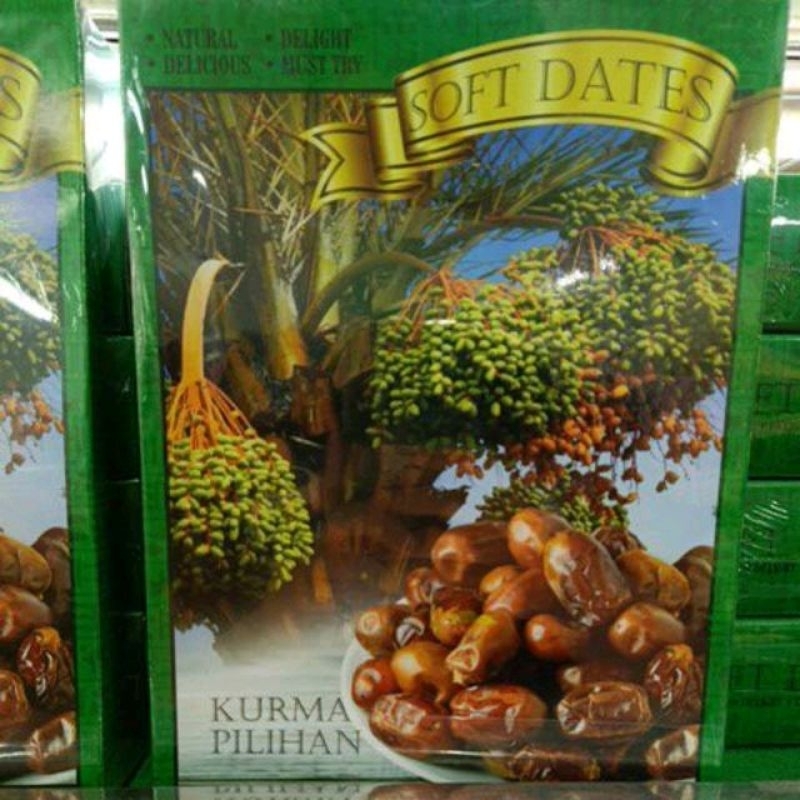 • NATURAL • DELIGHT
• DELICIOUS • MUST TRY
SOFT DATES
KURMA
PILIHAN